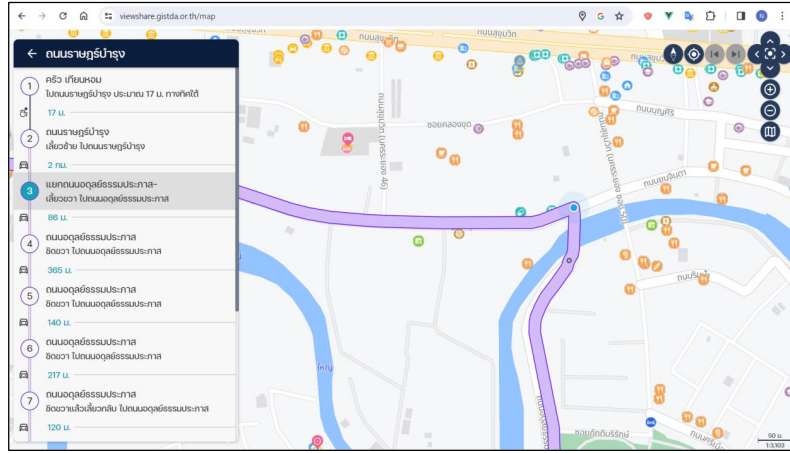 viewshare.gistda.or.th/map
ถนนราษฎร์บำรุง
1
ครัว เทียนหอม
ไปถนนราษฎร์บำรุง ประมาณ 17 ม. ทางทิศใต้
17 ม.
2
ถนนราษฎร์บำรุง
เลี้ยวซ้าย ไปถนนราษฎร์บำรุง
2 กม.
3
แยกถนนอดุลย์ธรรมประภาส-
เลี้ยวขวา ไปถนนอดุลย์ธรรมประภาส
86 ม.
4
ถนนอดุลย์ธรรมประภาส
ชิดขวา ไปถนนอดุลย์ธรรมประภาส
365 ม.
5
ถนนอดุลย์ธรรมประภาส
ชิดขวา ไปถนนอดุลย์ธรรมประภาส
140 ม.
6
ถนนอดุลย์ธรรมประภาส
ชิดขวา ไปถนนอดุลย์ธรรมประภาส
217 ม.
7
ถนนอดุลย์ธรรมประภาส
ชิดขวาแล้วเลี้ยวกลับ ไปถนนอดุลย์ธรรมประภาส
120 ม.
ถนนสุขุมวิท
ซอยคลองขุด
ถนนยมจินดา
ซอยภักดีบริรักษ์
50 ม.
1:3,103